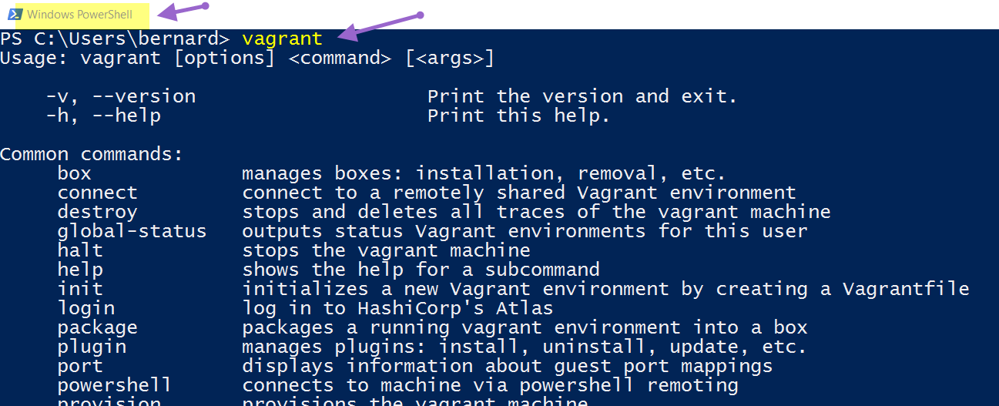 Windows PowerShell
PS C:\Users\bernard> vagrant
Usage: vagrant [options] <command> [<args>]
-v, --version                    Print the version and exit.
-h, --help                       Print this help.
Common commands:
box             manages boxes: installation, removal, etc.
connect         connect to a remotely shared Vagrant environment
destroy         stops and deletes all traces of the vagrant machine
global-status   outputs status Vagrant environments for this user
halt            stops the vagrant machine
help            shows the help for a subcommand
init            initializes a new Vagrant environment by creating a Vagrantfile
login           log in to HashiCorp's Atlas
package         packages a running vagrant environment into a box
plugin          manages plugins: install, uninstall, update, etc.
port            displays information about guest port mappings
powershell      connects to machine via powershell remoting
provision       provisions the vagrant machine